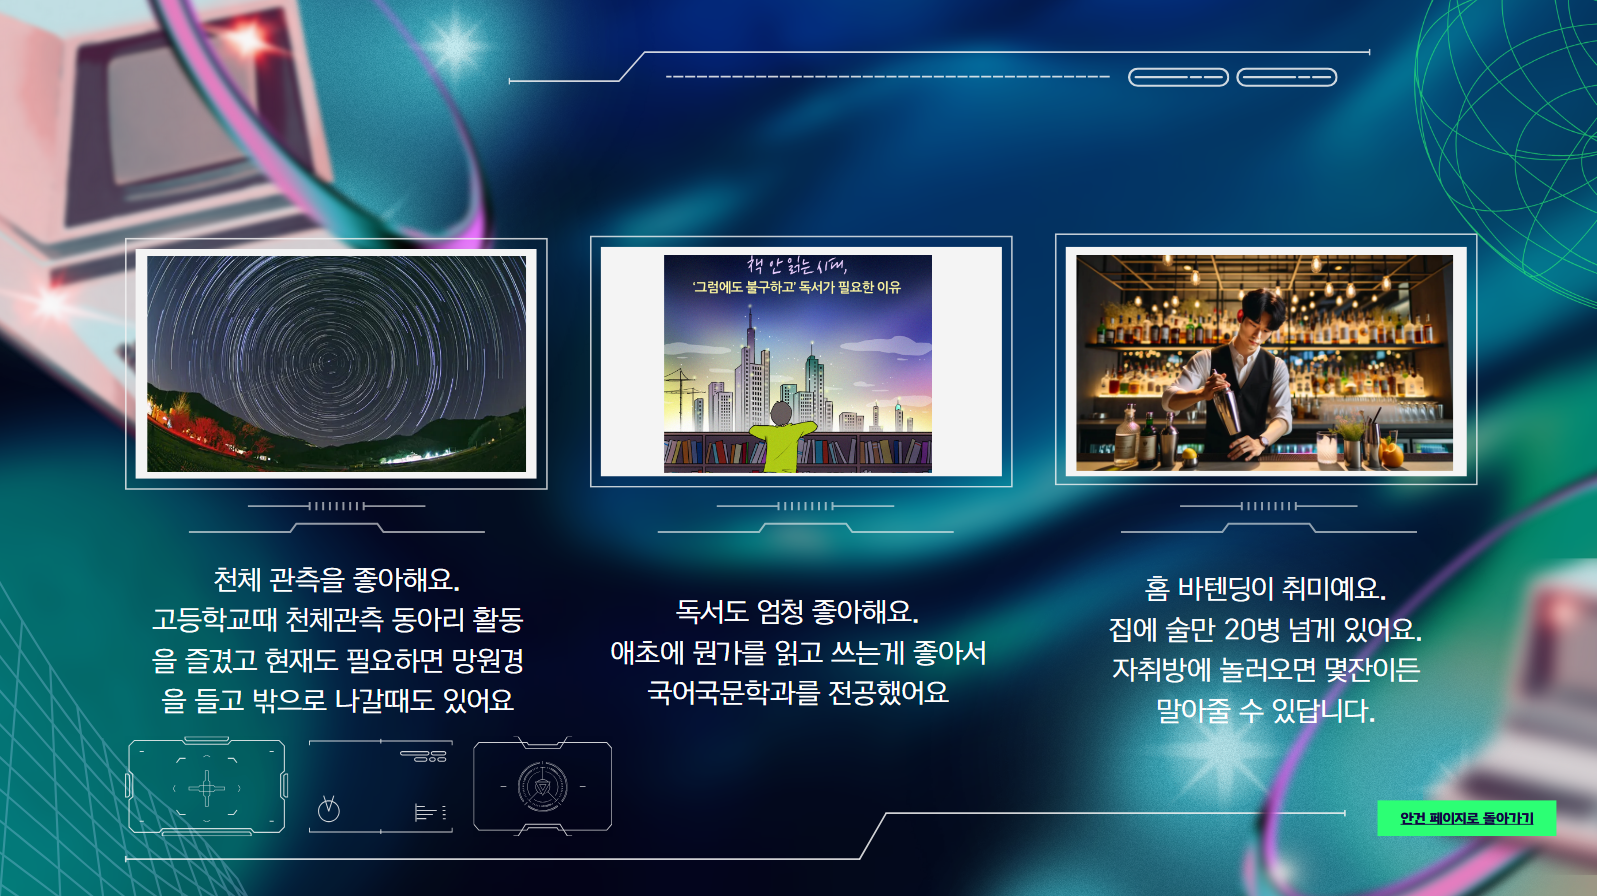 책 안 읽는 시대,
‘그럼에도 불구하고’ 독서가 필요한 이유
천체 관측을 좋아해요.
고등학교때 천체관측 동아리 활동
을 즐겼고 현재도 필요하면 망원경
을 들고 밖으로 나갈때도 있어요
독서도 엄청 좋아해요.
애초에 뭔가를 읽고 쓰는게 좋아서
국어국문학과를 전공했어요
홈 바텐딩이 취미예요.
집에 술만 20병 넘게 있어요.
자취방에 놀러오면 몇잔이든
말아줄 수 있답니다.
안건 페이지로 돌아가기